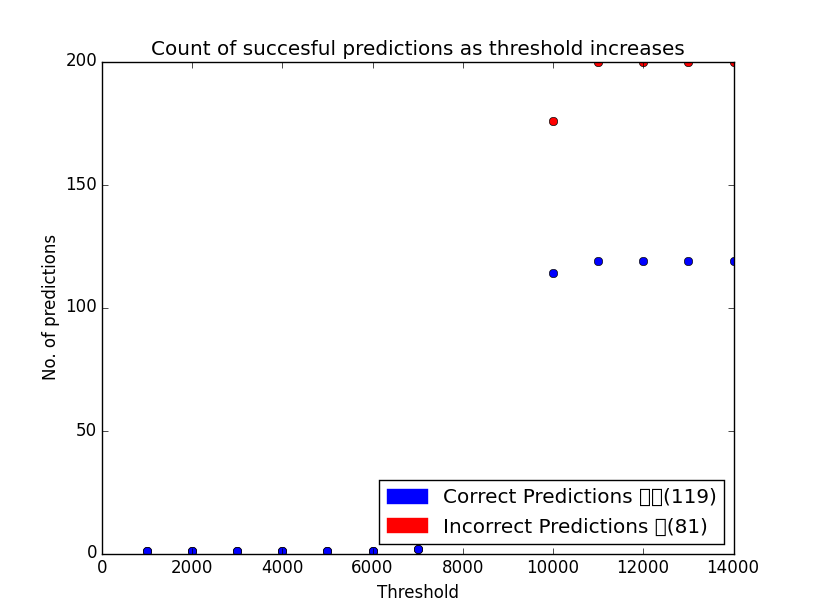 Count of succesful predictions as threshold increases
200
150
100
50
0
No. of predictions
Correct Predictions (119)
Incorrect Predictions (81)
0 2000 4000 6000 8000 10000 12000 14000
Threshold